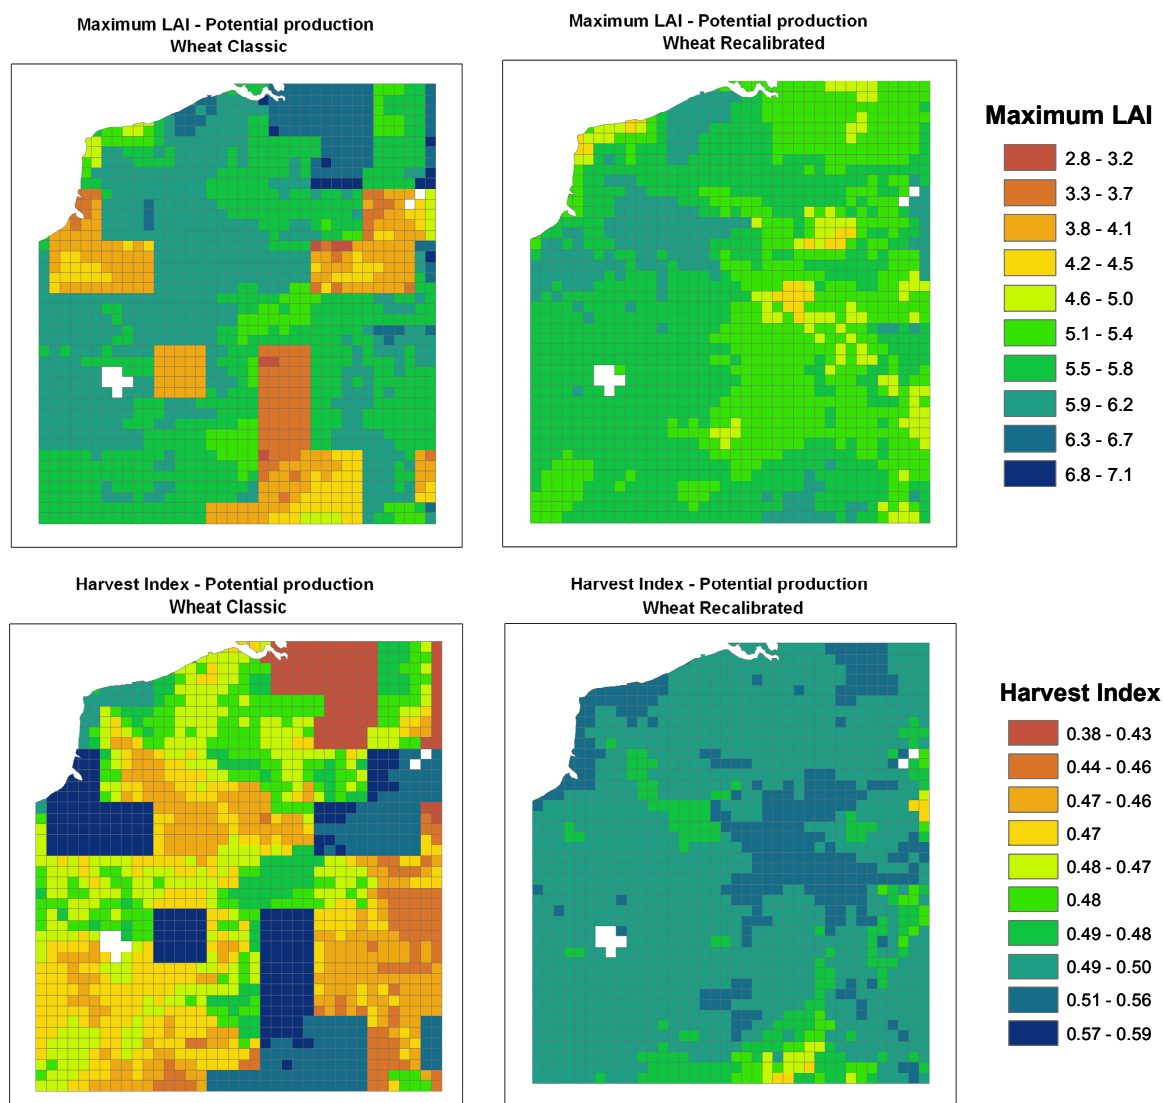 Maximum LAI - Potential production
Wheat Classic
Maximum LAI - Potential production
Wheat Recalibrated
Maximum LAI
2.8 - 3.2
3.3 - 3.7
3.8 - 4.1
4.2 - 4.5
4.6 - 5.0
5.1 - 5.4
5.5 - 5.8
5.9 - 6.2
6.3 - 6.7
6.8 - 7.1
Harvest Index - Potential production
Wheat Classic
Harvest Index - Potential production
Wheat Recalibrated
Harvest Index
0.38 - 0.43
0.44 - 0.46
0.47 - 0.46
0.47
0.48 - 0.47
0.48
0.49 - 0.48
0.49 - 0.50
0.51 - 0.56
0.57 - 0.59